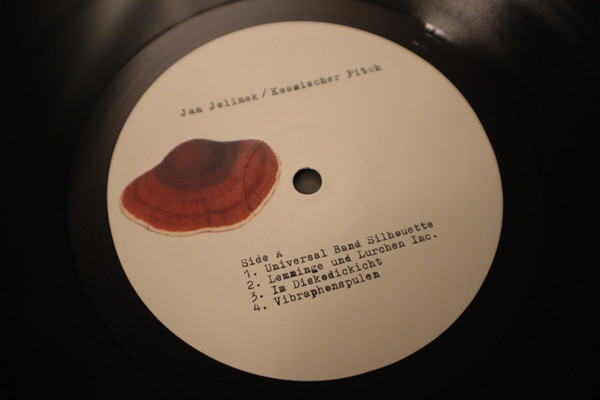 Jan Jelinek / Kosmischer Pitch
Side A
1. Universal Band Silhouette
2. Lemminge und Lurchen Inc.
3. Im Diskodickicht
4. Vibraphonspulen